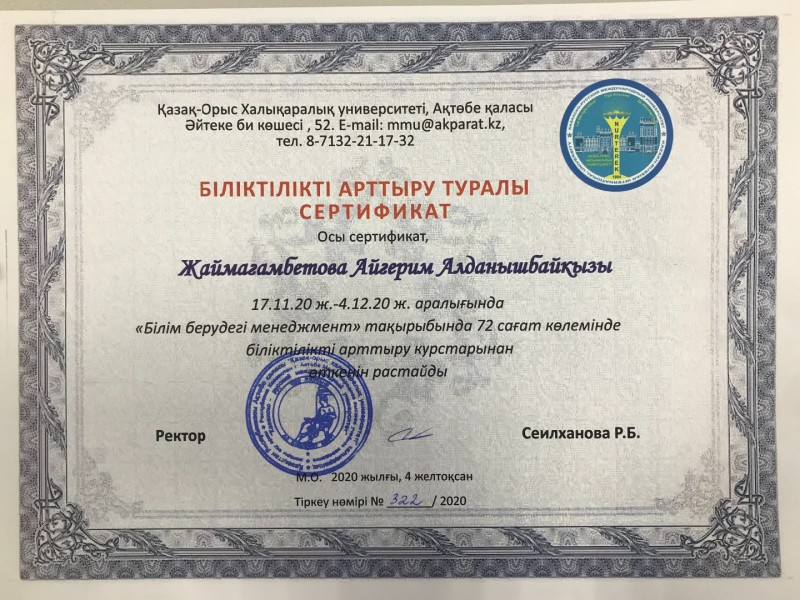 Қазақ-Орыс Халықаралық университеті, Ақтөбе қаласы
Әйтеке би көшесі , 52. E-mail: mmu@akparat.kz,
тел. 8-7132-21-17-32
NURTEREK
БІЛІКТІЛІКТІ АРТТЫРУ ТУРАЛЫ
СЕРТИФИКАТ
Осы сертификат,
Жаймагамбетова Айгерим Алданышбайқызы
17.11.20 ж.-4.12.20 ж. аралығында
«Білім берудегі менеджмент» тақырыбында 72 сағат көлемінде
біліктілікті арттыру курстарынан
өткенін растайды
Ректор
Сеилханова Р.Б.
М.О. 2020 жылғы, 4 желтоқсан
Тіркеу нөмірі № 322 / 2020